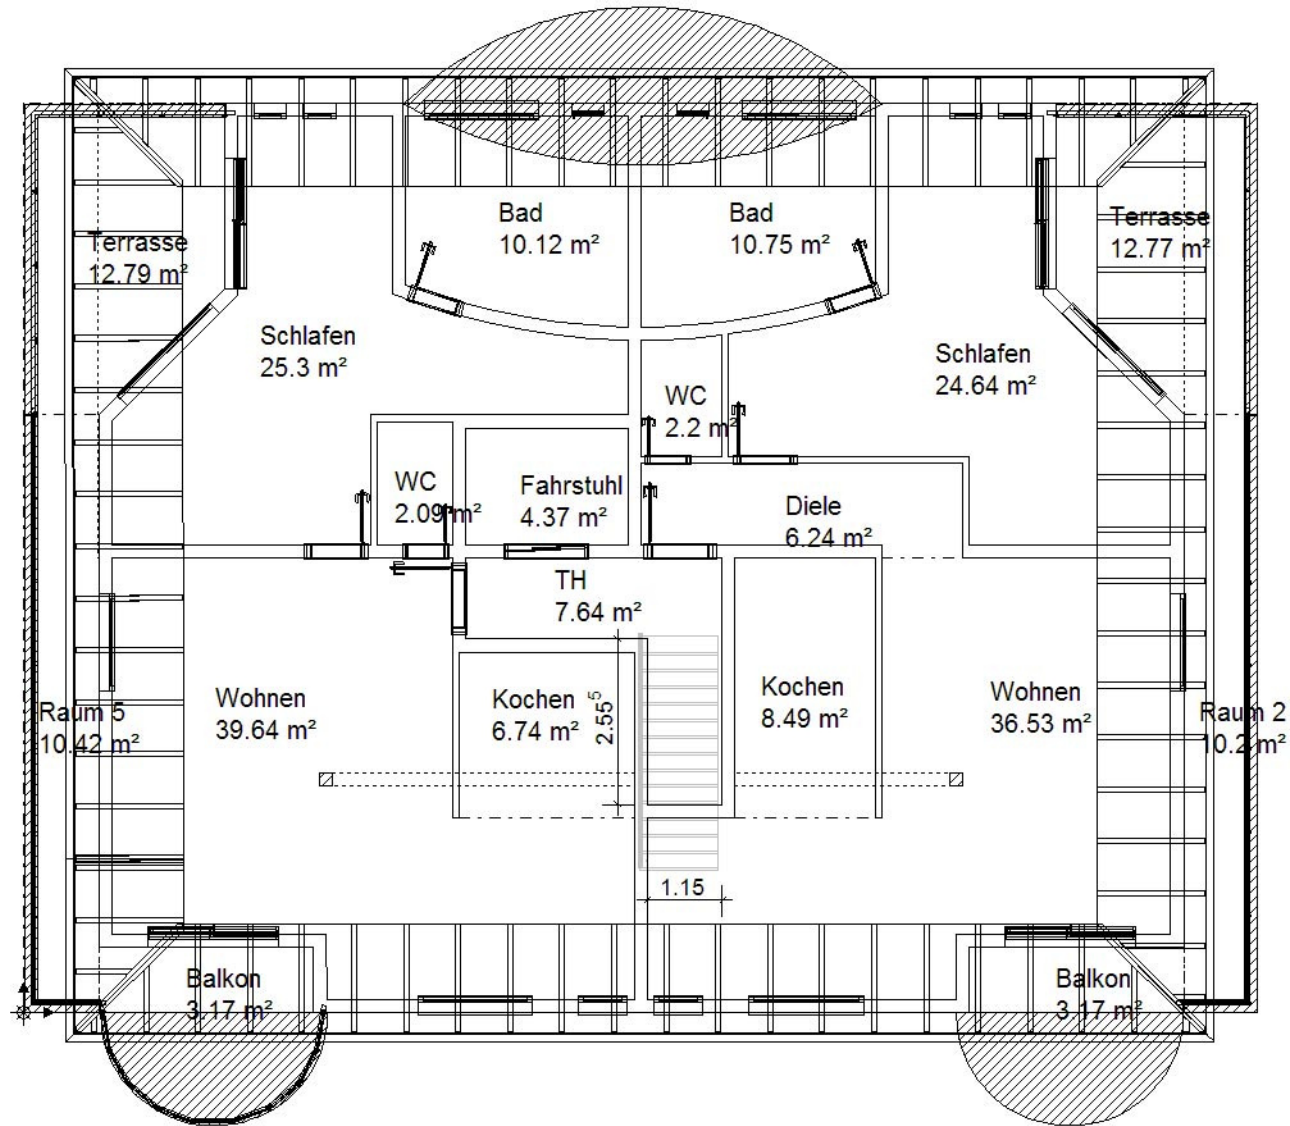 Bad
10.12 m²
Bad
10.75 m²
Terrasse
12.79 m²
Terrasse
12.77 m²
Schlafen
25.3 m²
Schlafen
24.64 m²
WC
2.2 m²
WC
2.09 m²
Fahrstuhl
4.37 m²
Diele
6.24 m²
TH
7.64 m²
Wohnen
39.64 m²
Kochen
6.74 m²
2.55⁵
Kochen
8.49 m²
Wohnen
36.53 m²
Raum 5
10.42 m²
Raum 2
10.2 m²
1.15
Balkon
3.17 m²
Balkon
3.17 m²